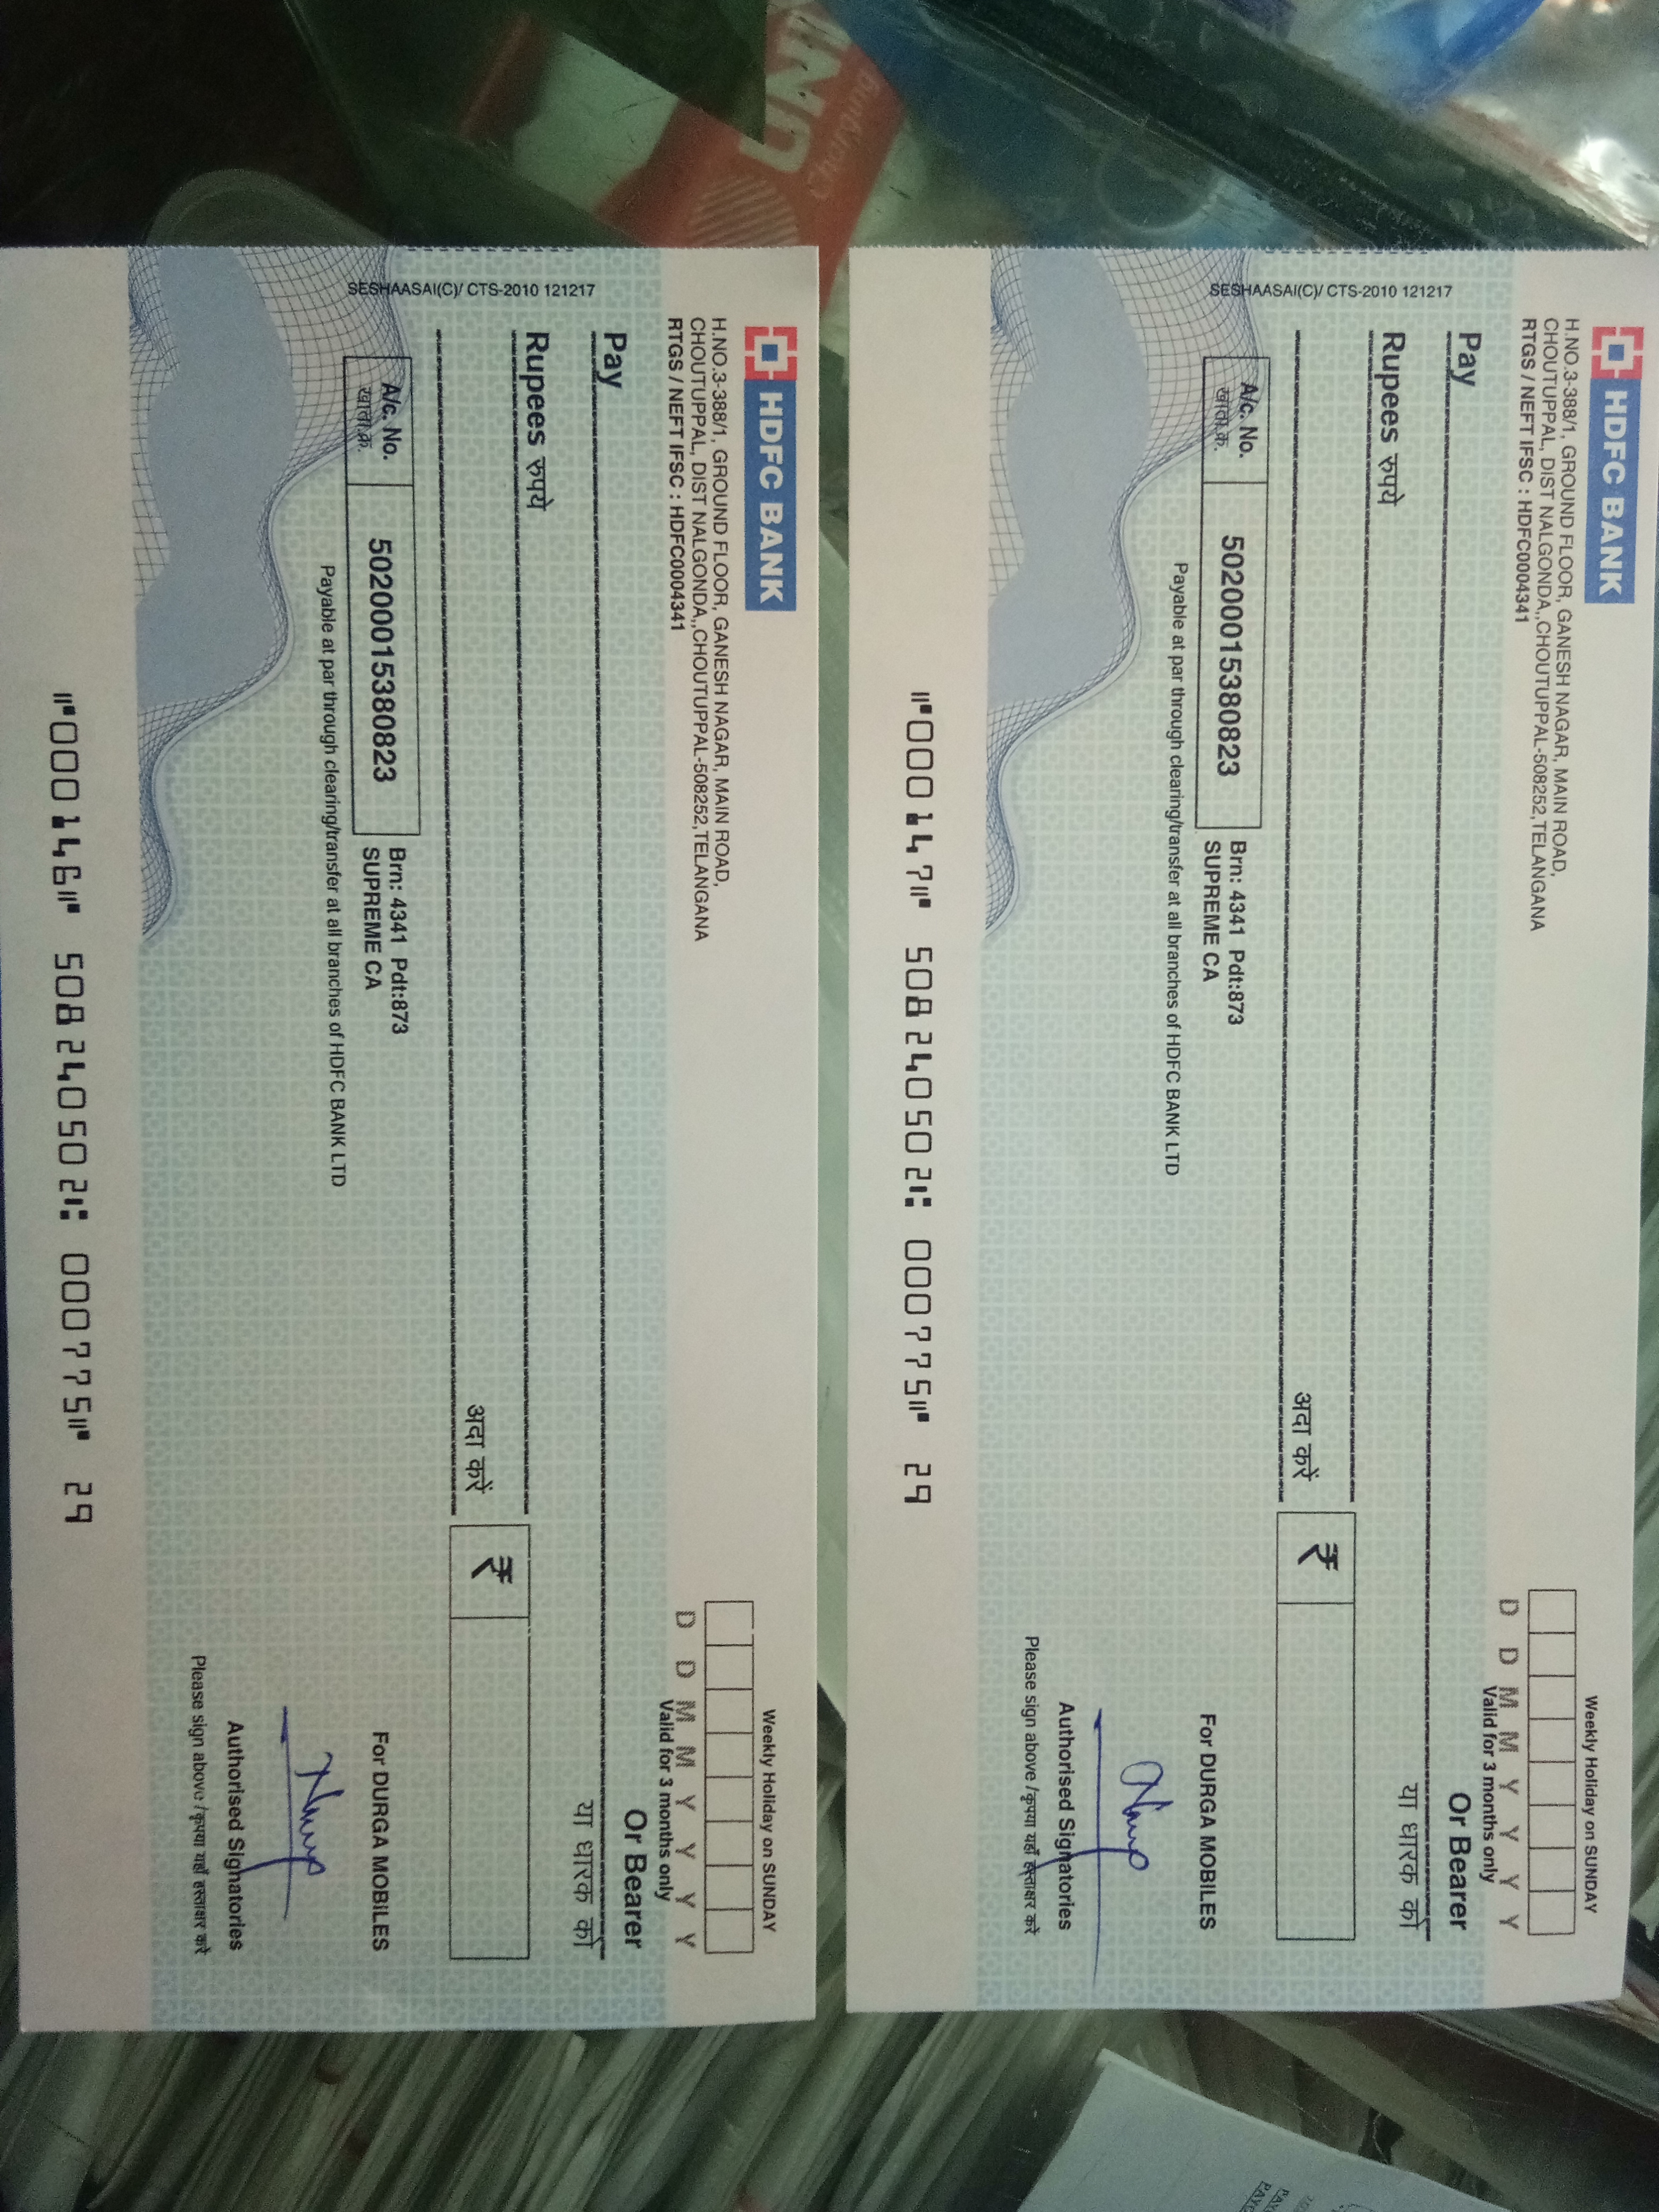 UNI
Charging
HDFC BANK
H.NO.3-388/1, GROUND FLOOR, GANESH NAGAR, MAIN ROAD,
CHOUTUPPAL, DIST NALGONDA,,CHOUTUPPAL-508252,TELANGANA
RTGS / NEFT IFSC : HDFC0004341
Weekly Holiday on SUNDAY
D D M M Y Y Y Y
Valid for 3 months only
Pay
Or Bearer
या धारक को
Rupees रुपये
अदा करें
₹
A/c. No.
खाता क्र.
50200015380823
Brn: 4341 Pdt:873
SUPREME CA
For DURGA MOBILES
Payable at par through clearing/transfer at all branches of HDFC BANK LTD
Authorised Signatories
Please sign above / कृपया यहाँ हस्ताक्षर करें
SESHAASAI(C)/ CTS-2010 121217
⑈000147⑈ 508240502⑆ 000775⑈ 29
HDFC BANK
H.NO.3-388/1, GROUND FLOOR, GANESH NAGAR, MAIN ROAD,
CHOUTUPPAL, DIST NALGONDA,,CHOUTUPPAL-508252,TELANGANA
RTGS / NEFT IFSC : HDFC0004341
Weekly Holiday on SUNDAY
D D M M Y Y Y Y
Valid for 3 months only
Pay
Or Bearer
या धारक को
Rupees रुपये
अदा करें
₹
A/c. No.
खाता क्र.
50200015380823
Brn: 4341 Pdt:873
SUPREME CA
For DURGA MOBILES
Payable at par through clearing/transfer at all branches of HDFC BANK LTD
Authorised Signatories
Please sign above / कृपया यहाँ हस्ताक्षर करें
SESHAASAI(C)/ CTS-2010 121217
⑈000146⑈ 508240502⑆ 000775⑈ 29